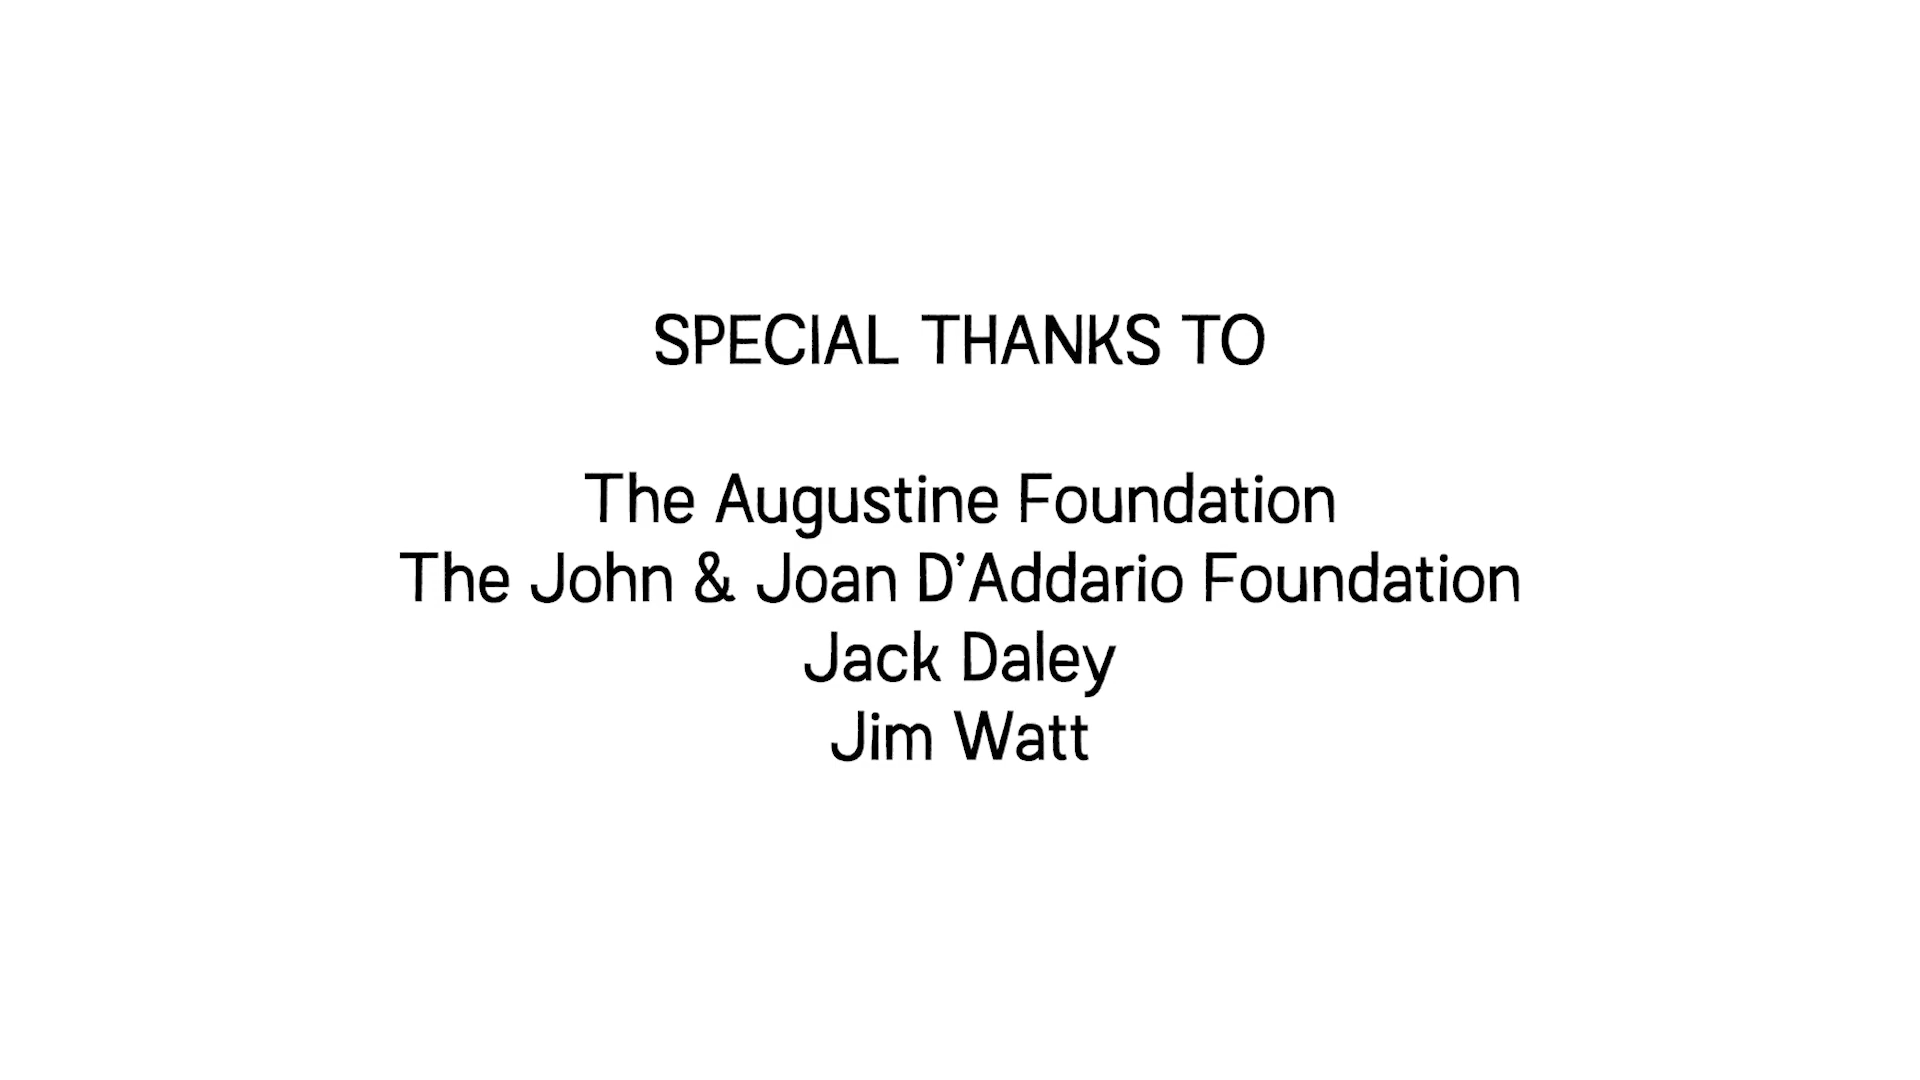 SPECIAL THANKS TO
The Augustine Foundation
The John & Joan D’Addario Foundation
Jack Daley
Jim Watt